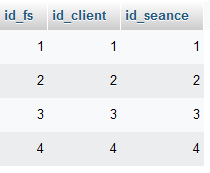 id_fs id_client id_seance
1 1 1
2 2 2
3 3 3
4 4 4